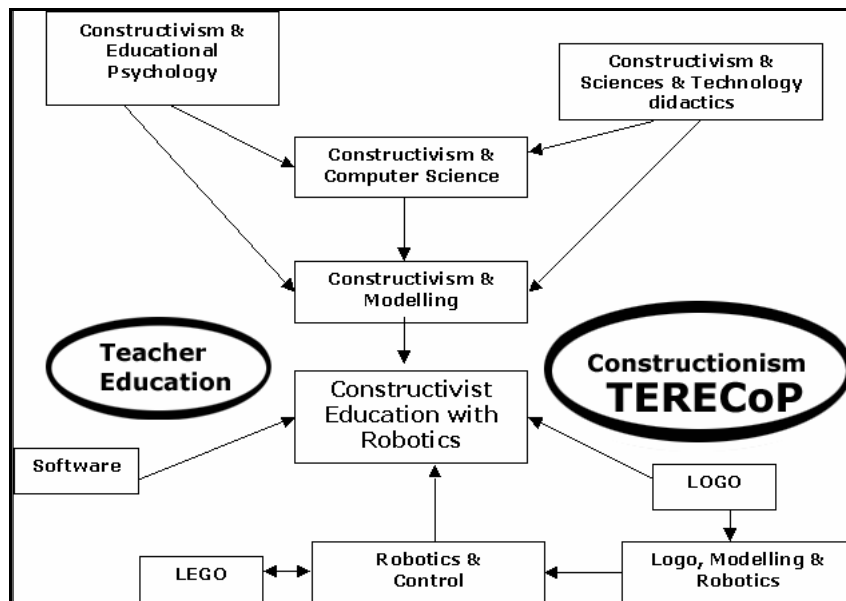 Constructivism &
Educational
Psychology
Constructivism &
Sciences & Technology
didactics
Constructivism &
Computer Science
Constructivism &
Modelling
Teacher
Education
Constructionism
TERECoP
Constructivist
Education with
Robotics
Software
LOGO
LEGO
Robotics &
Control
Logo, Modelling &
Robotics